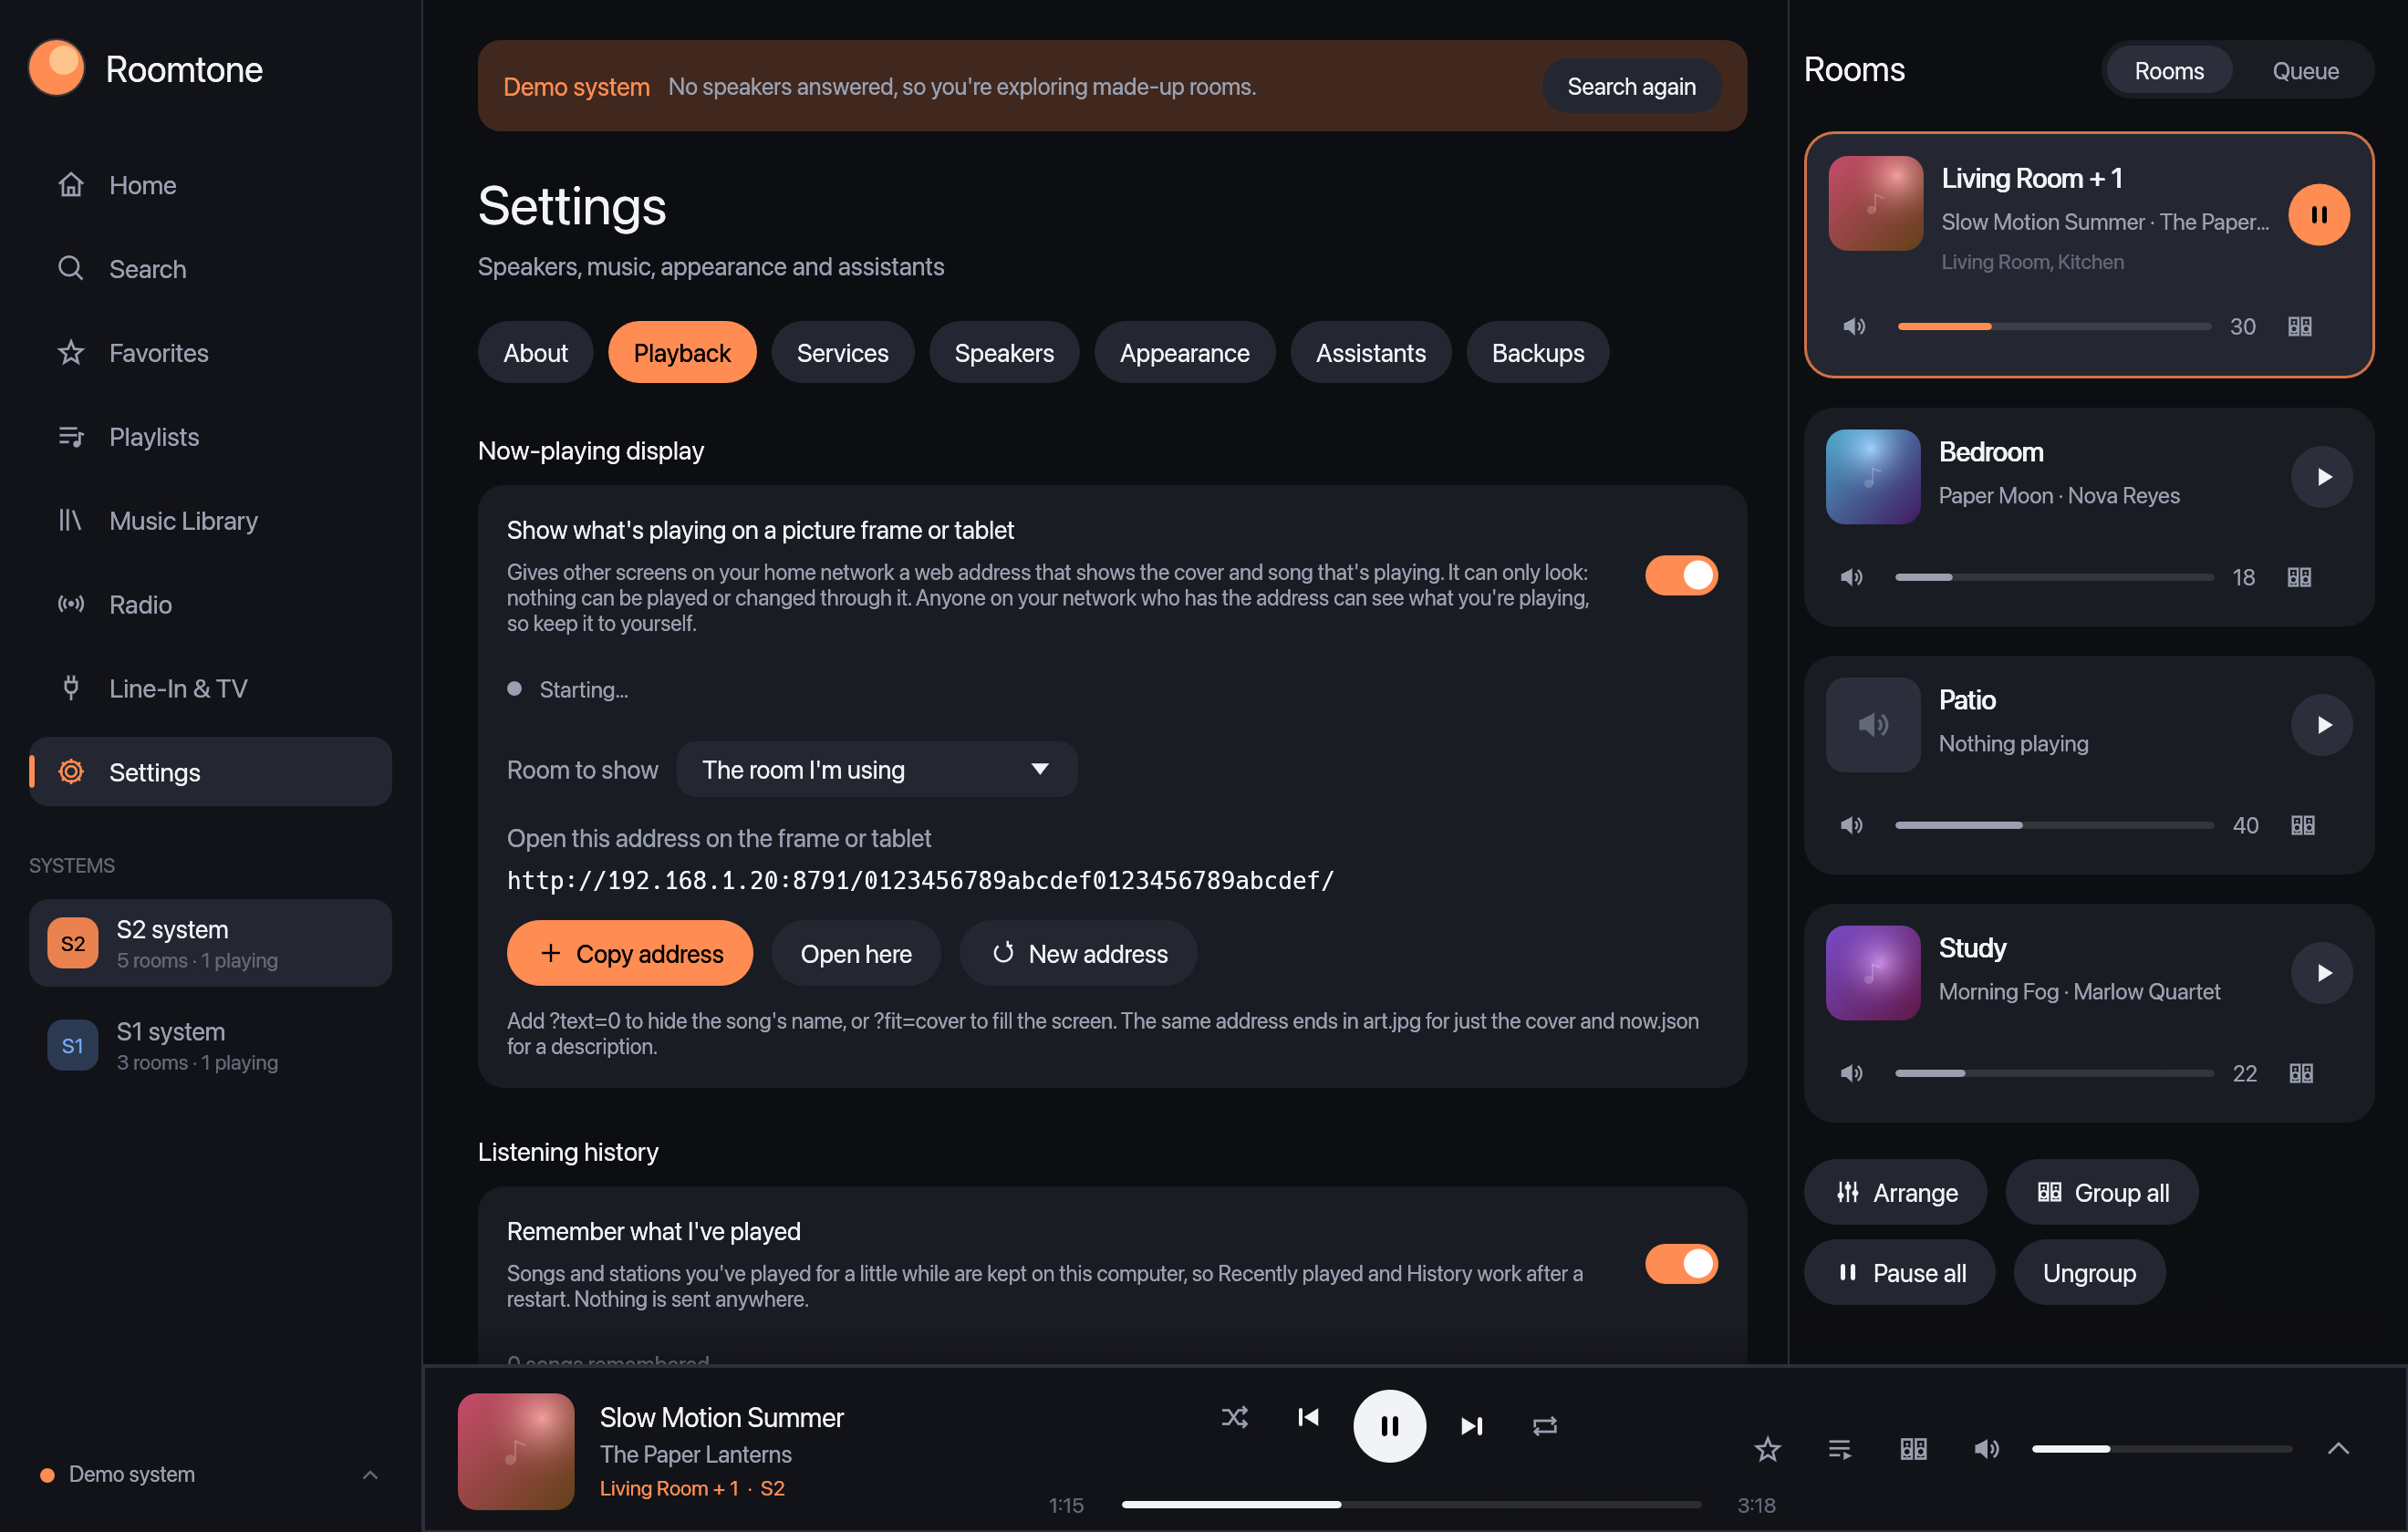 Roomtone
Home
Search
Favorites
Playlists
Music Library
Radio
Line-In & TV
Settings
SYSTEMS
S2
S2 system
5 rooms · 1 playing
S1
S1 system
3 rooms · 1 playing
Demo system
Demo system No speakers answered, so you're exploring made-up rooms.
Search again
Settings
Speakers, music, appearance and assistants
About
Playback
Services
Speakers
Appearance
Assistants
Backups
Now-playing display
Show what's playing on a picture frame or tablet
Gives other screens on your home network a web address that shows the cover and song that's playing. It can only look:
nothing can be played or changed through it. Anyone on your network who has the address can see what you're playing,
so keep it to yourself.
Starting...
Room to show
The room I'm using
Open this address on the frame or tablet
http://192.168.1.20:8791/0123456789abcdef0123456789abcdef/
Copy address
Open here
New address
Add ?text=0 to hide the song's name, or ?fit=cover to fill the screen. The same address ends in art.jpg for just the cover and now.json
for a description.
Listening history
Remember what I've played
Songs and stations you've played for a little while are kept on this computer, so Recently played and History work after a
restart. Nothing is sent anywhere.
0 songs remembered
Rooms
Rooms
Queue
Living Room + 1
Slow Motion Summer · The Paper...
Living Room, Kitchen
30
Bedroom
Paper Moon · Nova Reyes
18
Patio
Nothing playing
40
Study
Morning Fog · Marlow Quartet
22
Arrange
Group all
Pause all
Ungroup
Slow Motion Summer
The Paper Lanterns
Living Room + 1 · S2
1:15
3:18